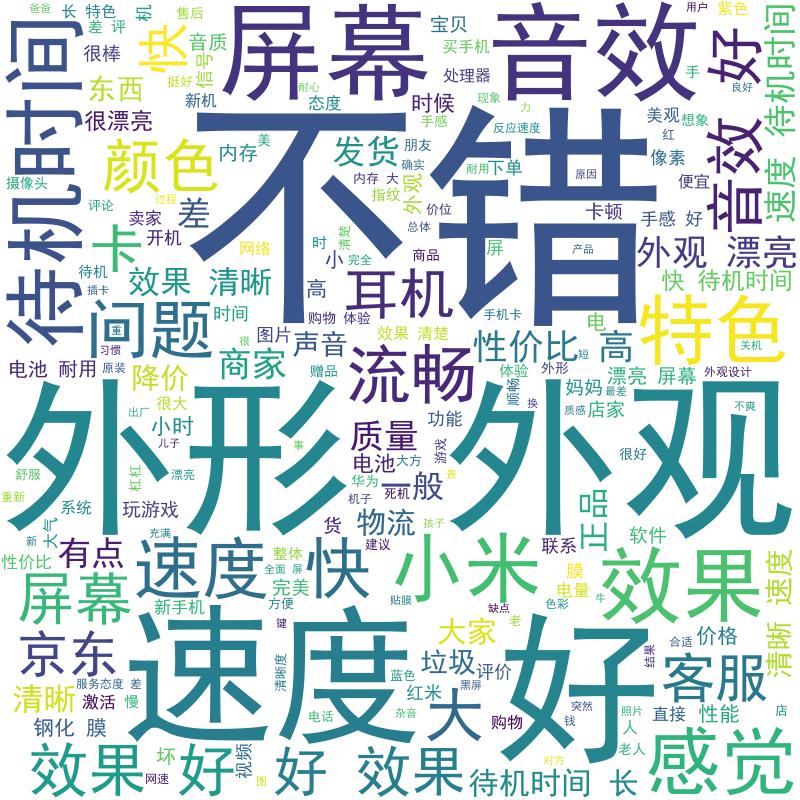 爸爸
长 特色
机
售后
差 评
很棒
快
音质
信号
屏幕
音效
宝贝
买手机
好
用户
紫色
手
待机时间
处理器
挺好
耐心
现象
力
良好
东西
新机
态度
时候
手感
反应速度
美观
想象
红
很漂亮
待机时间
不错
颜色
内存
美
发货
朋友
确实
耐用
下单
原因
像素
音效
速度
摄像头
过程
内存 大
指纹
外观
便宜
评论
卖家
差
价位
总体
卡顿
手感 好
卡
开机
网络
时
小
清楚
完全
商品
屏
产品
外观 漂亮
待机
插卡
效果 清晰
高
耳机
手机卡
电
快 待机时间
问题
重
时间
购物 体验
效果 清楚
特色
习惯
很
图片
声音
性价比 高
短
关机
电池 耐用
原装
商家
赠品
流畅
体验
外形
漂亮 屏幕
外观设计
降价
顺畅
妈妈
最差
很大
外形
外观
出厂
小时
功能
质感
换
店家
不爽
儿子
事
质量
游戏
很好
舒服
杠杠
漂亮
电池
大方
重新
系统
玩游戏
华为
机子
死机
一般
贵
正品
大气
新
充满
货
物流
孩子
软件
性价比
有点
速度 快
整体
全面 屏
建议
小米
联系
膜
效果
清晰 速度
屏幕
新手机
完美
方便
贴膜
缺点
电量
色彩
牛
京东
速度
键
大家
老
好
结果
合适
价格
清晰
服务态度 差
清晰度
垃圾
评价
客服
激活
慢
蓝色
红米
黑屏
钢化 膜
电话
杂音
大
购物
突然
钱
照片
人
直接
性能
店
效果 好
坏
网速
视频
图
好 效果
待机时间 长
对方
老人
感觉